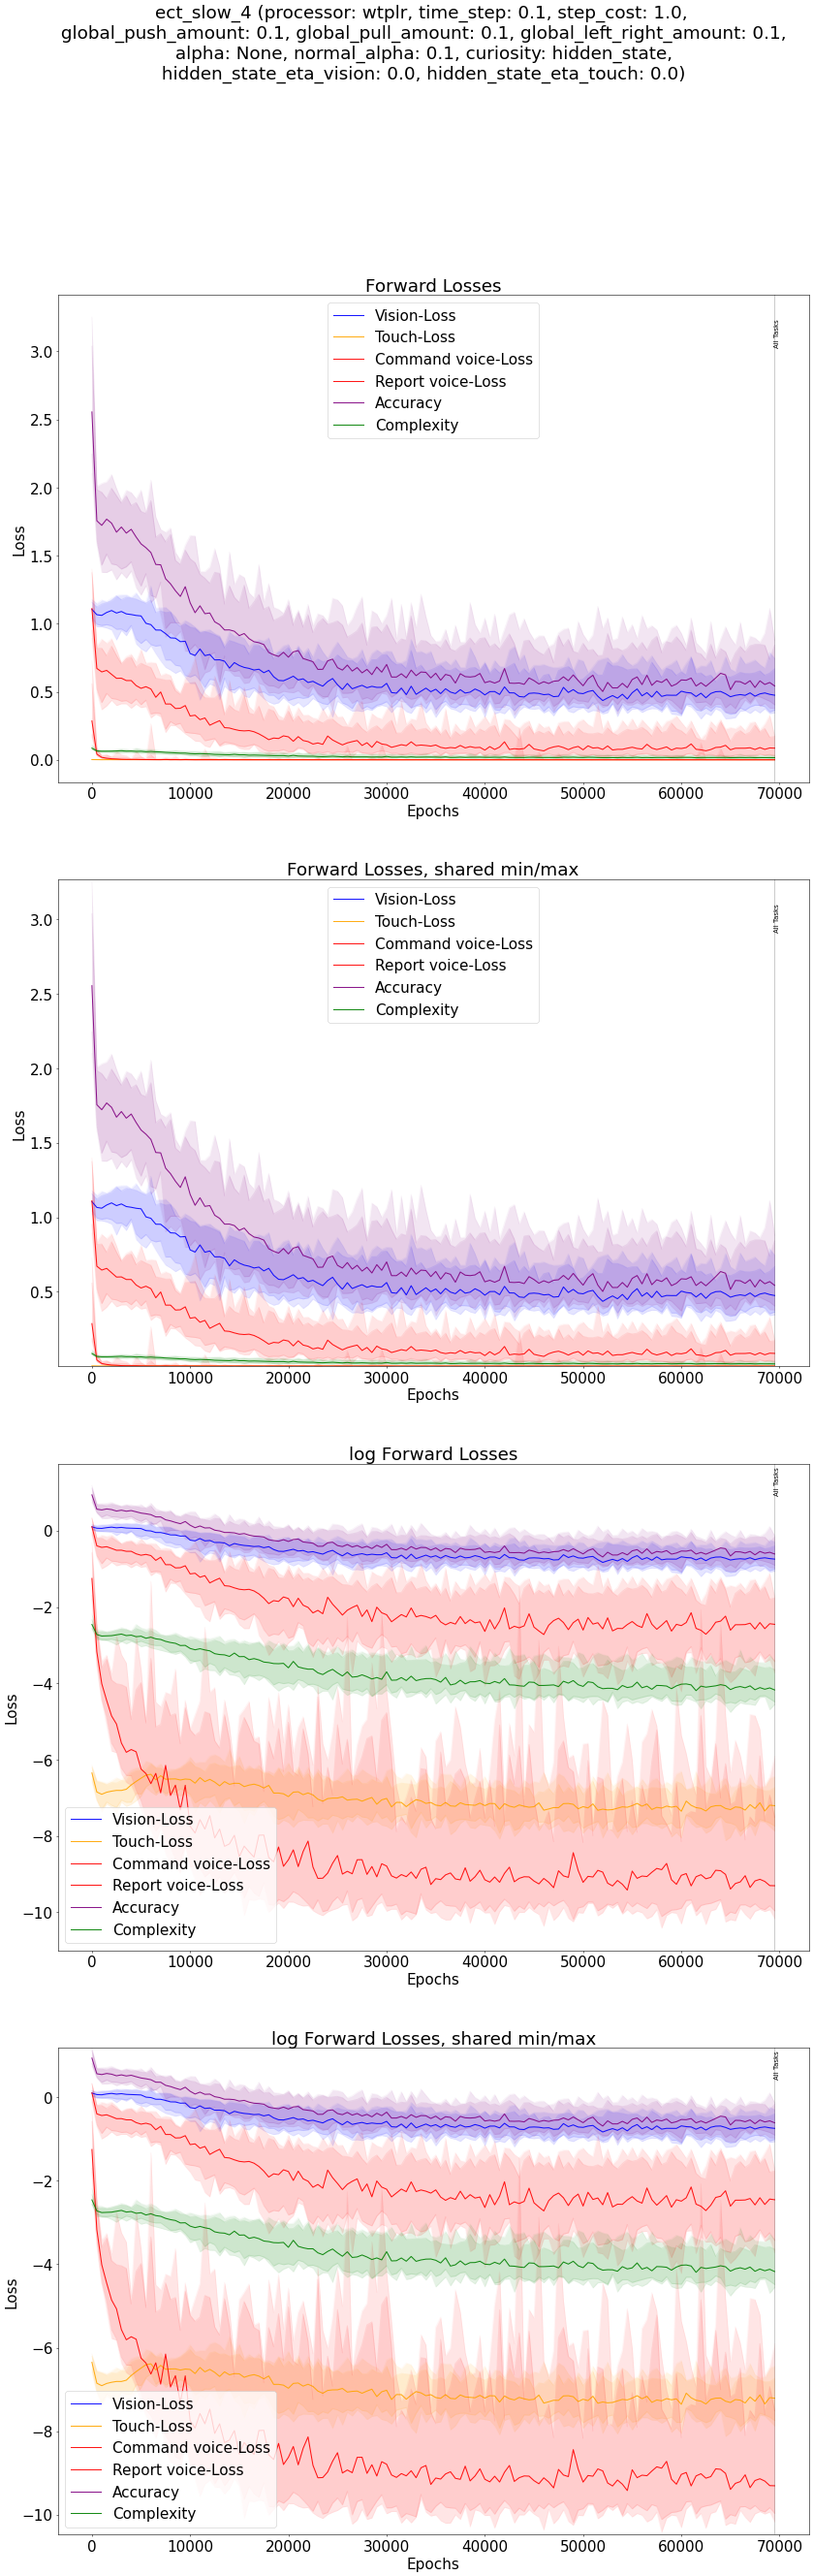 ect_slow_4 (processor: wtplr, time_step: 0.1, step_cost: 1.0,
global_push_amount: 0.1, global_pull_amount: 0.1, global_left_right_amount: 0.1,
alpha: None, normal_alpha: 0.1, curiosity: hidden_state,
hidden_state_eta_vision: 0.0, hidden_state_eta_touch: 0.0)
Forward Losses
Vision-Loss
Touch-Loss
Command voice-Loss
Report voice-Loss
Accuracy
Complexity
All Tasks
3.0
2.5
2.0
1.5
1.0
0.5
0.0
Loss
0 10000 20000 30000 40000 50000 60000 70000
Epochs
Forward Losses, shared min/max
Vision-Loss
Touch-Loss
Command voice-Loss
Report voice-Loss
Accuracy
Complexity
All Tasks
3.0
2.5
2.0
1.5
1.0
0.5
Loss
0 10000 20000 30000 40000 50000 60000 70000
Epochs
log Forward Losses
All Tasks
0
−2
−4
−6
−8
−10
Loss
Vision-Loss
Touch-Loss
Command voice-Loss
Report voice-Loss
Accuracy
Complexity
0 10000 20000 30000 40000 50000 60000 70000
Epochs
log Forward Losses, shared min/max
All Tasks
0
−2
−4
−6
−8
−10
Loss
Vision-Loss
Touch-Loss
Command voice-Loss
Report voice-Loss
Accuracy
Complexity
0 10000 20000 30000 40000 50000 60000 70000
Epochs